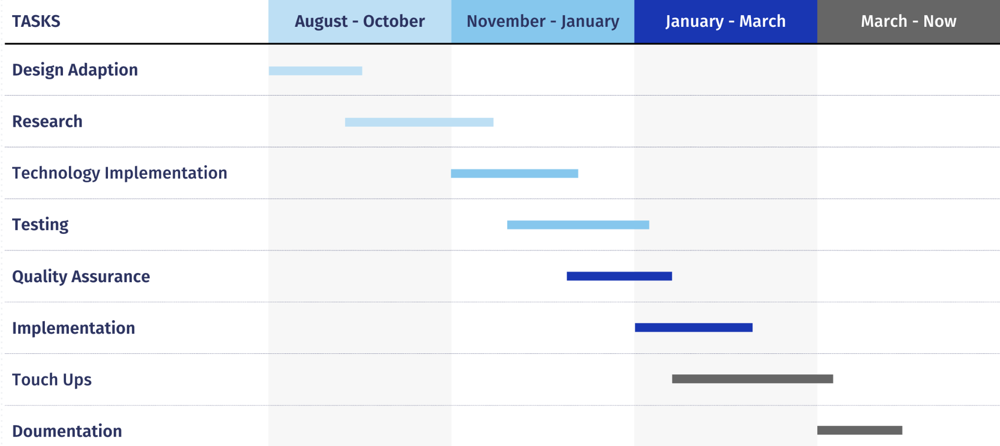 TASKS August - October November - January January - March March - Now
Design Adaption
Research
Technology Implementation
Testing
Quality Assurance
Implementation
Touch Ups
Doumentation